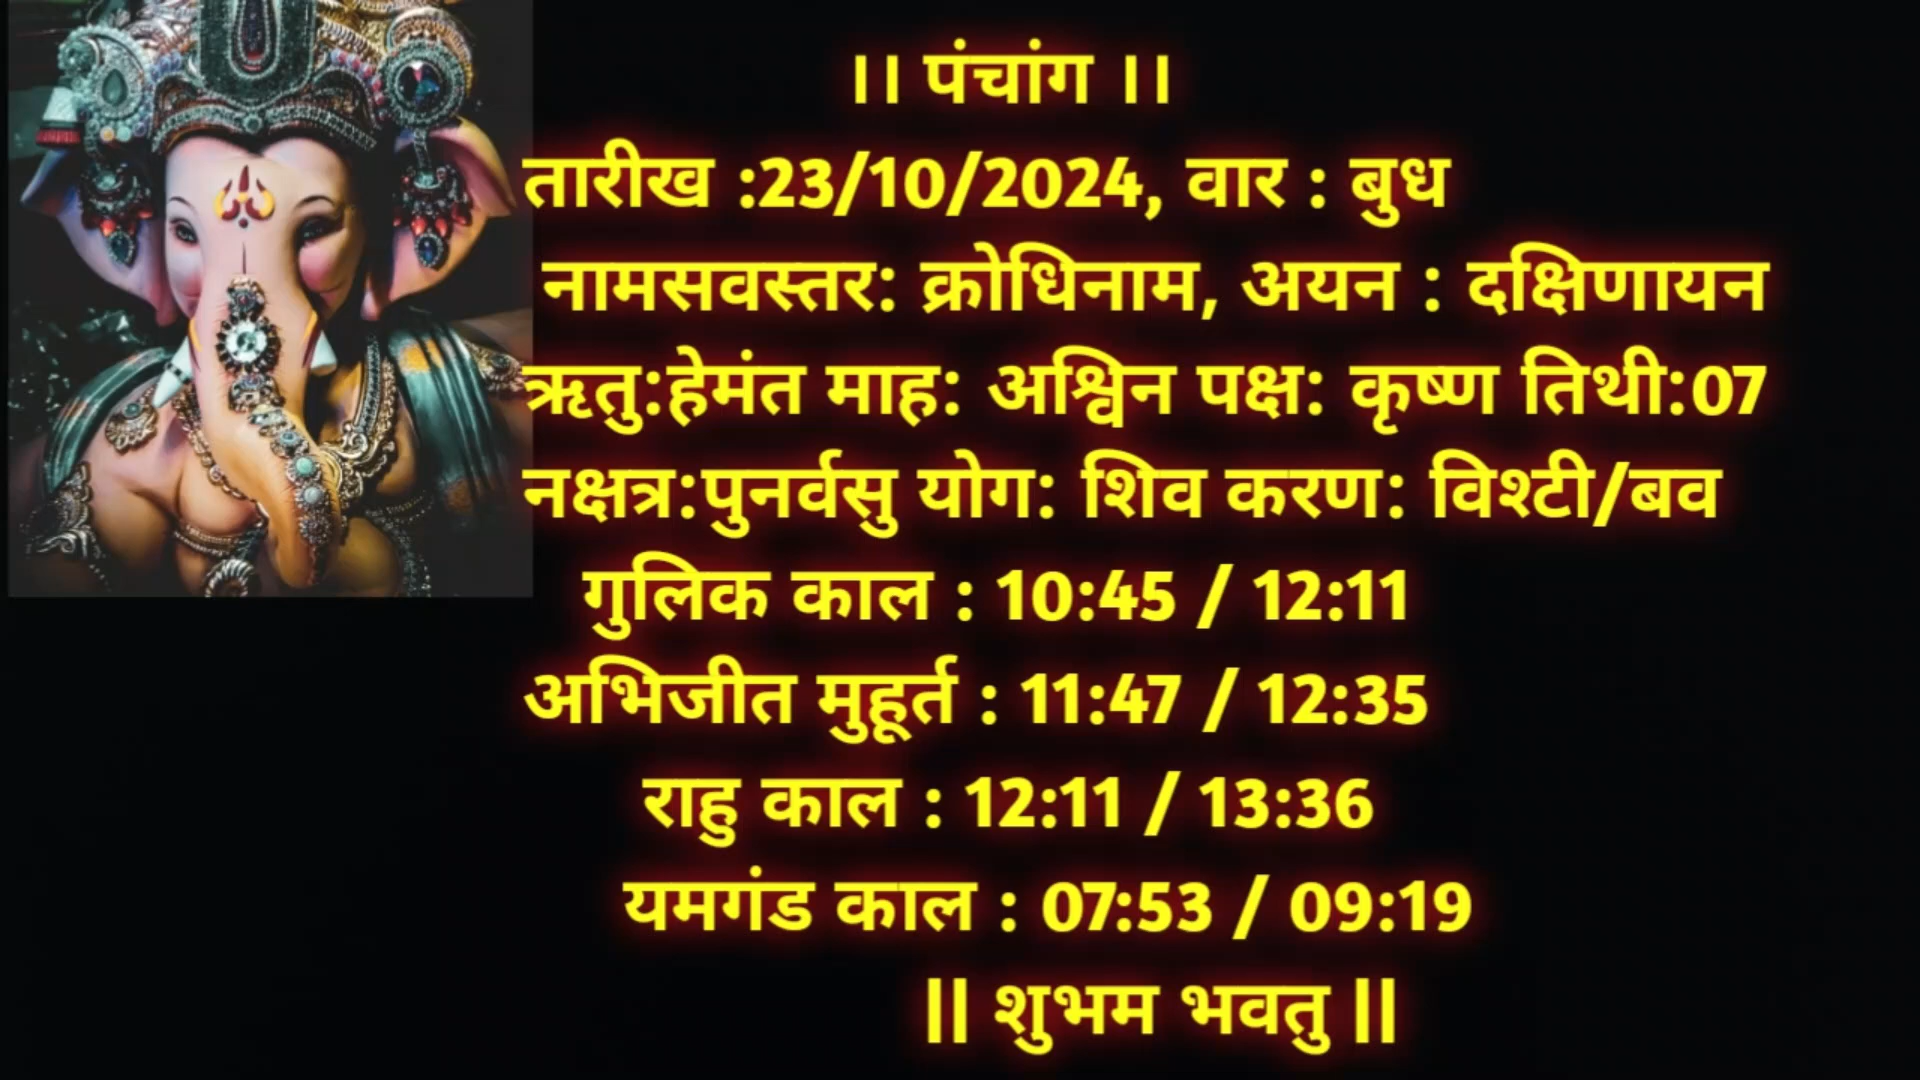 ।। पंचांग ।।
तारीख :23/10/2024, वार : बुध
नामसवस्तर: क्रोधिनाम, अयन : दक्षिणायन
ऋतु:हेमंत माह: अश्विन पक्ष: कृष्ण तिथी:07
नक्षत्र:पुनर्वसु योग: शिव करण: विश्टी/बव
गुलिक काल : 10:45 / 12:11
अभिजीत मुहूर्त : 11:47 / 12:35
राहु काल : 12:11 / 13:36
यमगंड काल : 07:53 / 09:19
|| शुभम भवतु ||